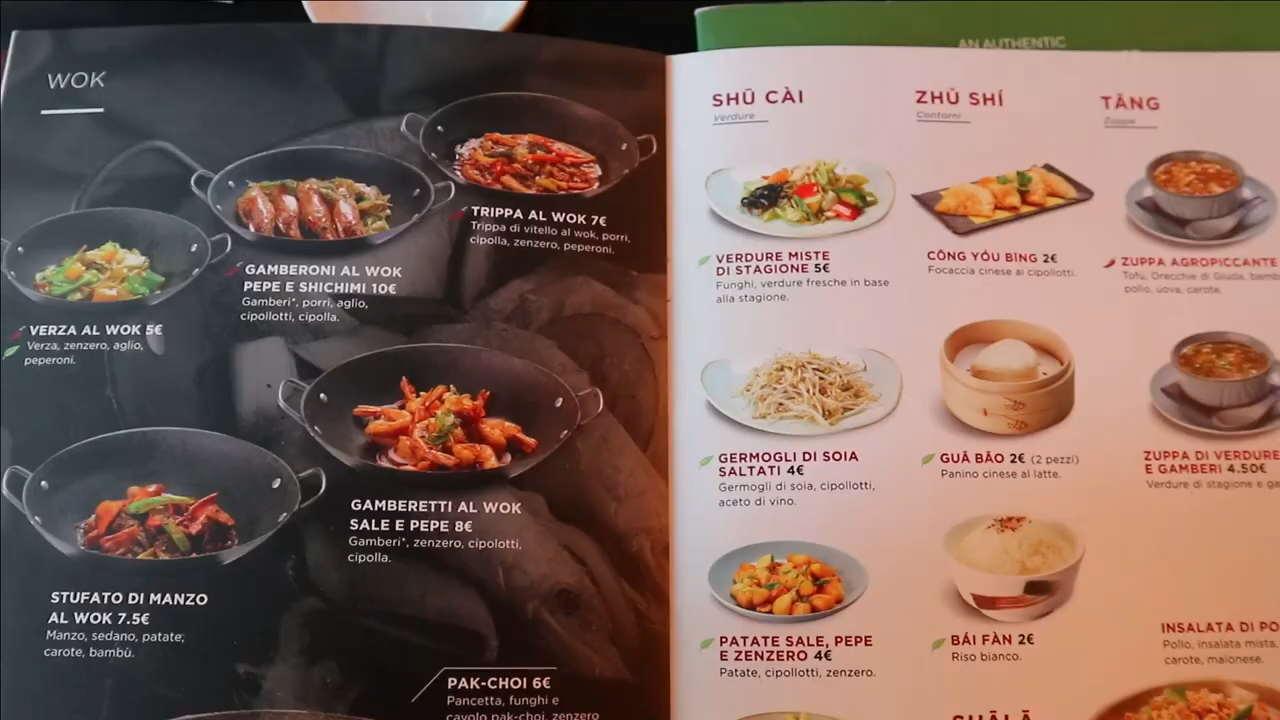 AN AUTHENTIC
WOK
TRIPPA AL WOK 7€
Trippa di vitello al wok, porri,
cipolla, zenzero, peperoni.
GAMBERONI AL WOK
PEPE E SHICHIMI 10€
Gamberi*, porri, aglio,
cipollotti, cipolla.
VERZA AL WOK 5€
Verza, zenzero, aglio,
peperoni.
GAMBERETTI AL WOK
SALE E PEPE 8€
Gamberi*, zenzero, cipolotti,
cipolla.
STUFATO DI MANZO
AL WOK 7.5€
Manzo, sedano, patate,
carote, bambù.
PAK-CHOI 6€
Pancetta, funghi e
cavolo pak-choi, zenzero
SHŪ CÀI
Verdure
VERDURE MISTE
DI STAGIONE 5€
Funghi, verdure fresche in base
alla stagione.
GERMOGLI DI SOIA
SALTATI 4€
Germogli di soia, cipollotti,
aceto di vino.
PATATE SALE, PEPE
E ZENZERO 4€
Patate, cipollotti, zenzero.
ZHŪ SHÍ
Contorni
CŌNG YÓU BING 2€
Focaccia cinese ai cipollotti.
GUÂ BĀO 2€ (2 pezzi)
Panino cinese al latte.
BÁI FÀN 2€
Riso bianco.
TĀNG
Zuppe
ZUPPA AGROPICCANTE
Tofu, Orecchie di Giuda,
pollo, uova, carote.
ZUPPA DI VERDURE
E GAMBERI 4.50€
Verdure di stagione e
INSALATA DI
Pollo, insalata mista,
carote, maionese.